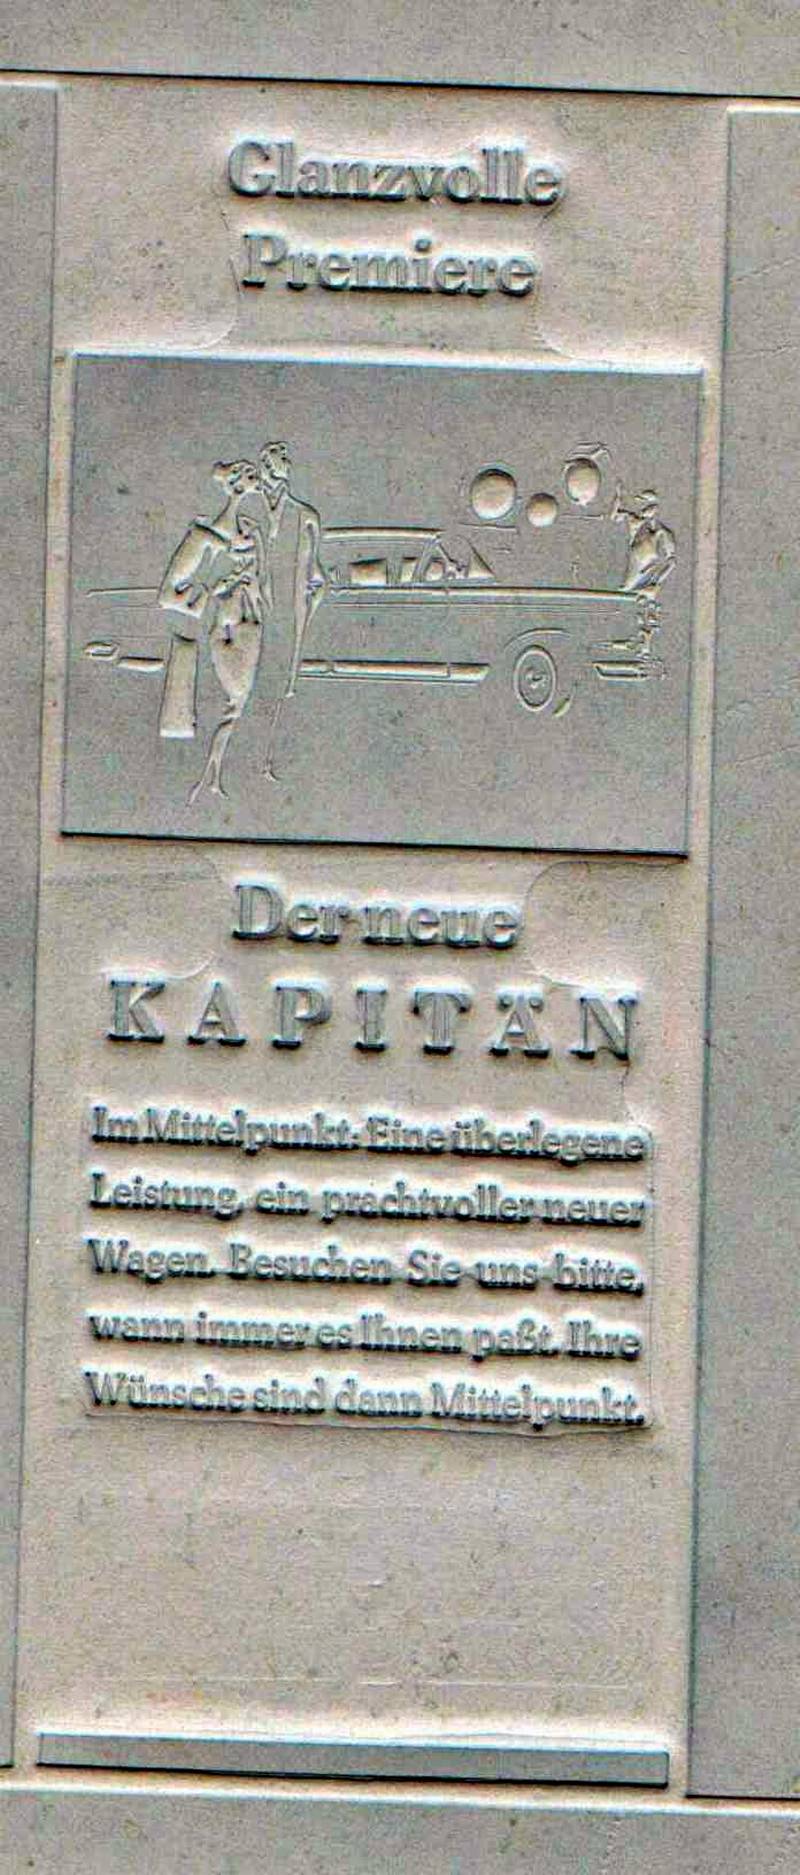 Glanzvolle
Premiere
Der neue
KAPITÄN
Im Mittelpunkt: Eine überlegene
Leistung, ein prachtvoller neuer
Wagen. Besuchen Sie uns bitte,
wann immer es Ihnen paßt. Ihre
Wünsche sind dann Mittelpunkt.